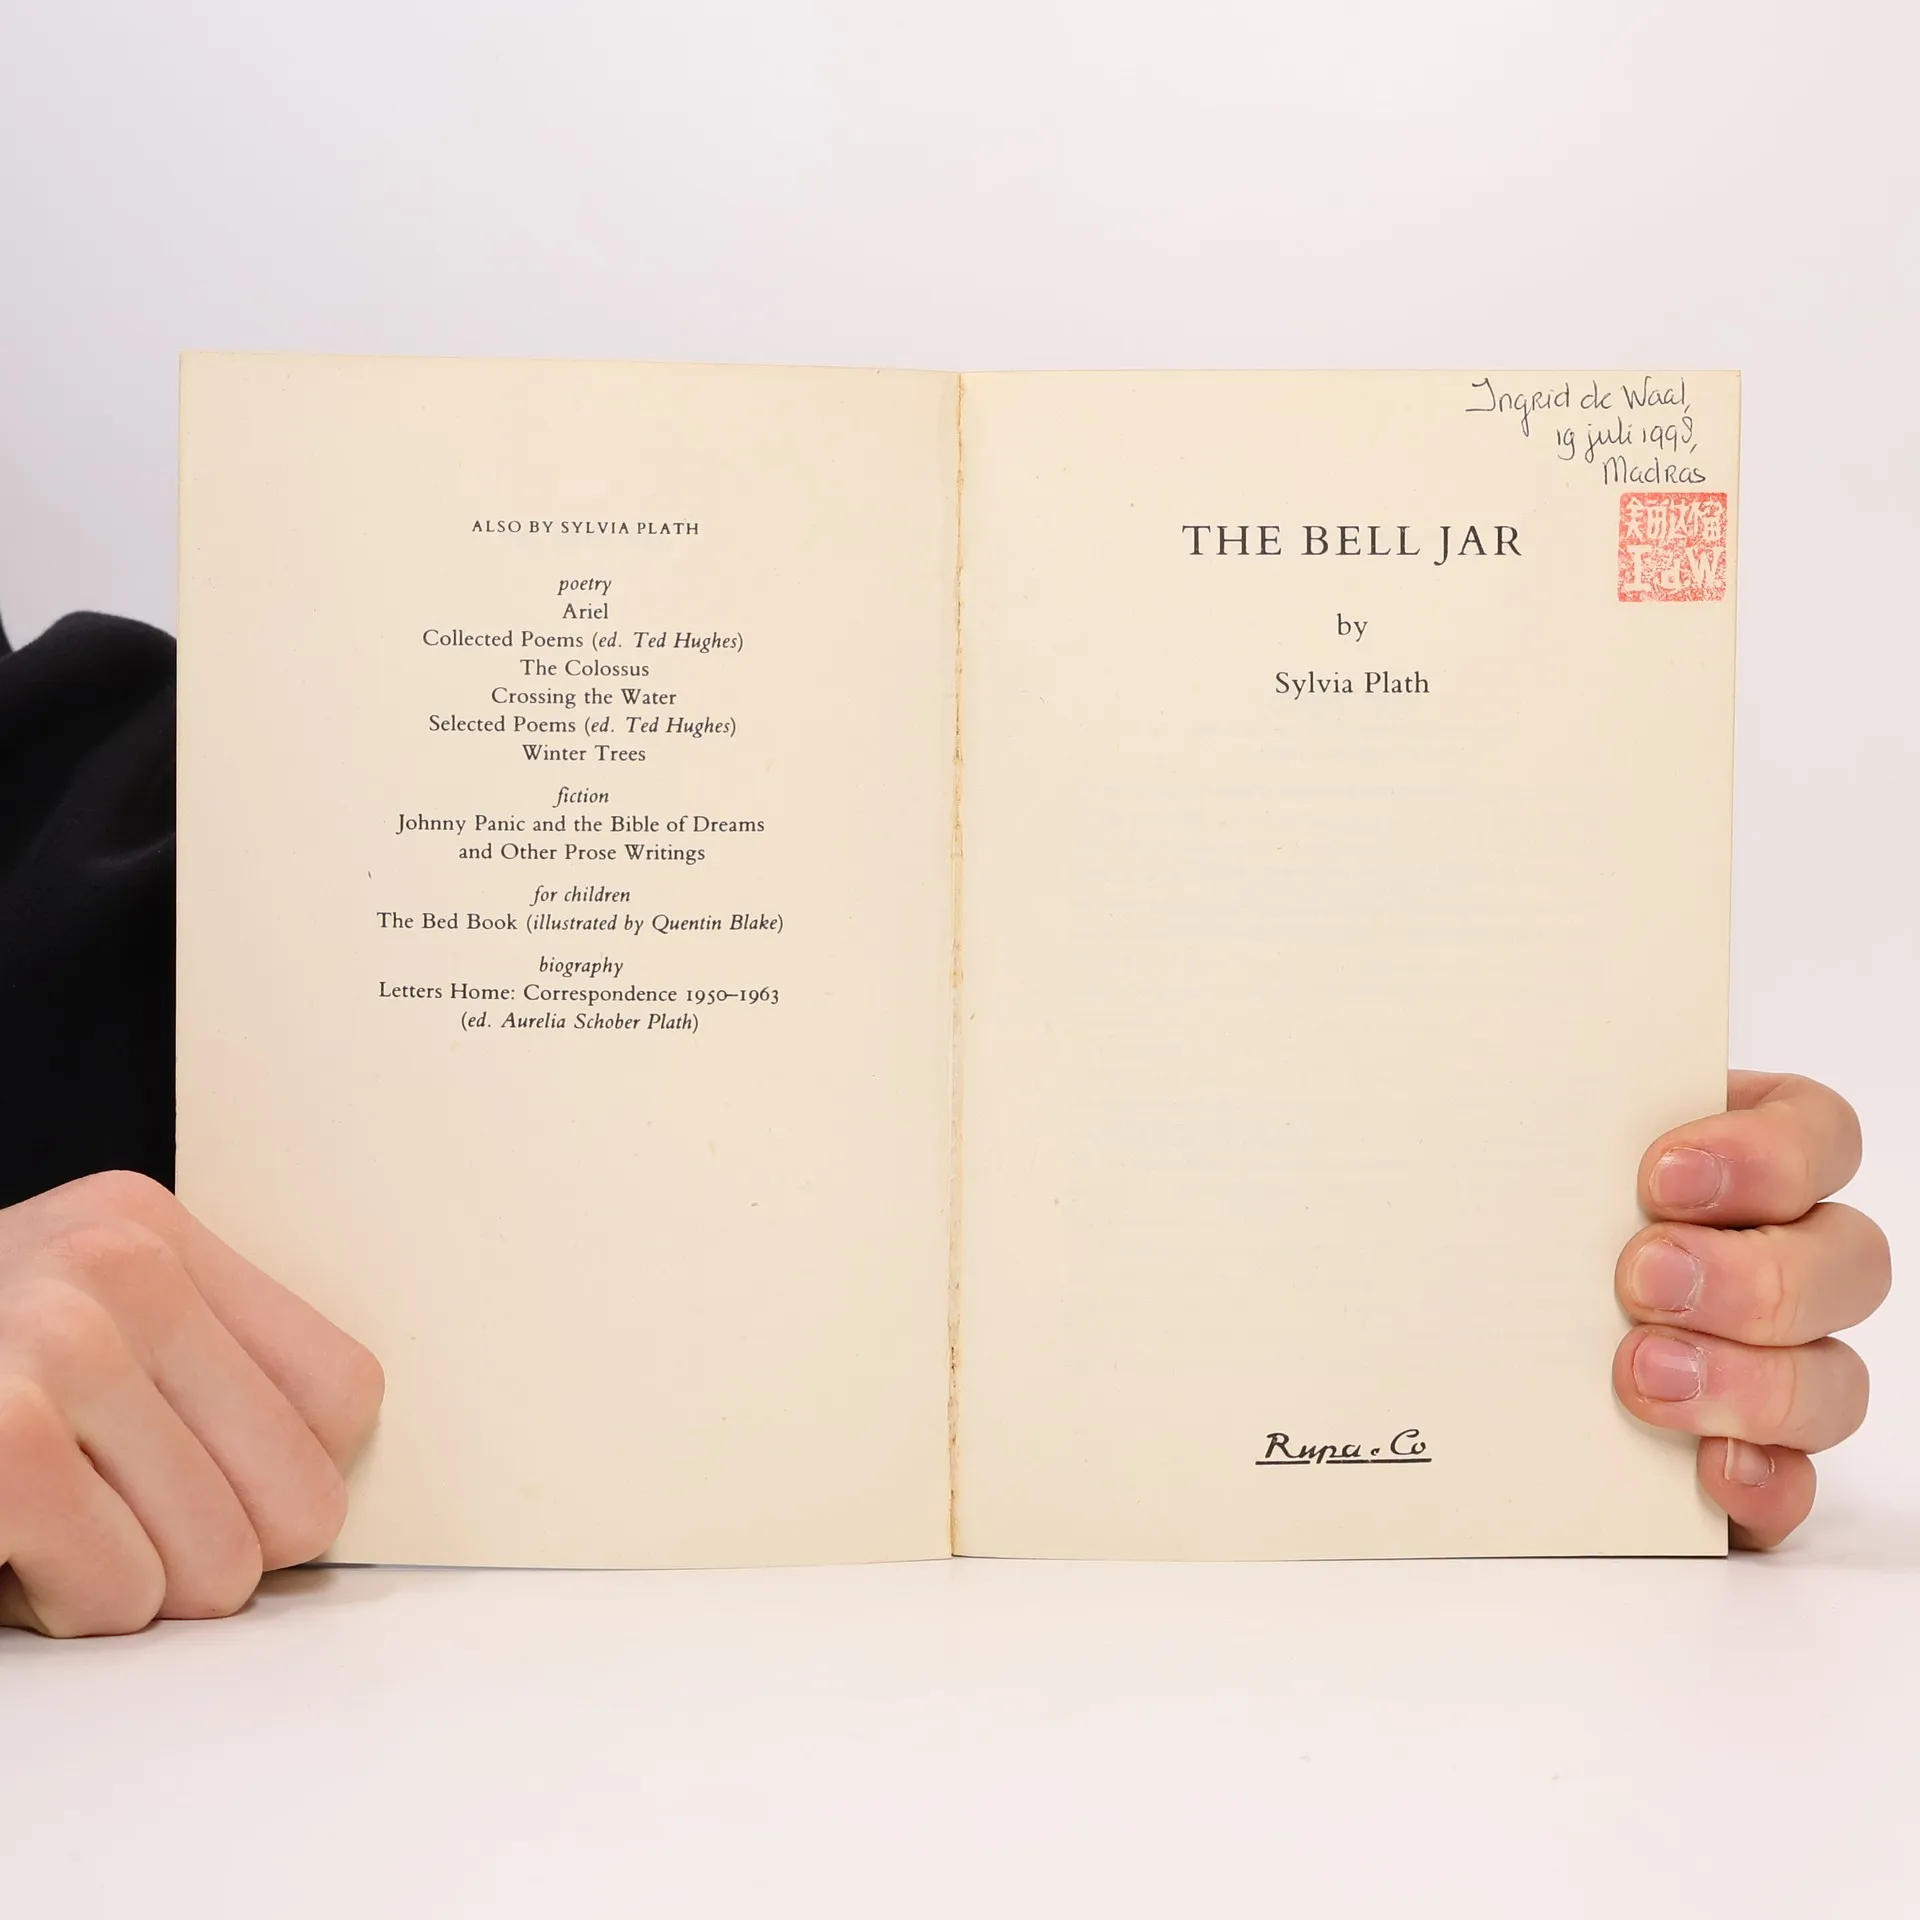 ALSO BY SYLVIA PLATH
poetry
Ariel
Collected Poems (ed. Ted Hughes)
The Colossus
Crossing the Water
Selected Poems (ed. Ted Hughes)
Winter Trees
fiction
Johnny Panic and the Bible of Dreams
and Other Prose Writings
for children
The Bed Book (illustrated by Quentin Blake)
biography
Letters Home: Correspondence 1950–1963
(ed. Aurelia Schober Plath)
Ingrid de Waal,
19 juli 1998,
Madras
I.d.W
THE BELL JAR
by
Sylvia Plath
Rupa & Co